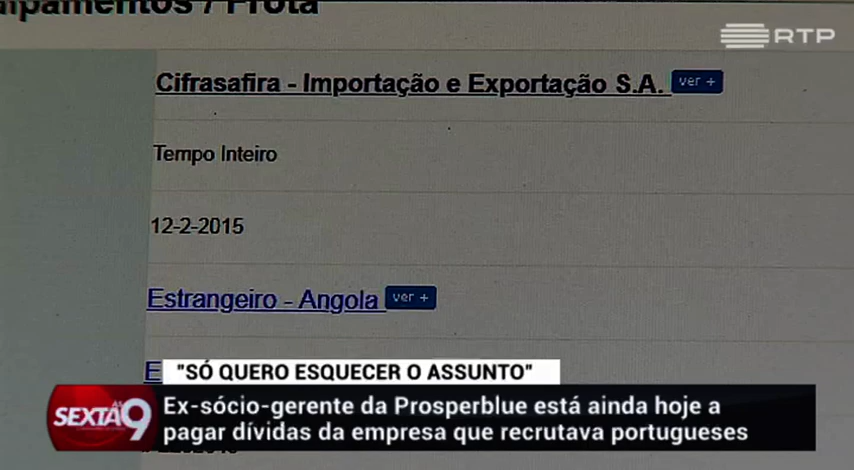 RTP
Cifrasafira - Importação e Exportação S.A. ver +
Tempo Inteiro
12-2-2015
Estrangeiro - Angola ver +
E
"SÓ QUERO ESQUECER O ASSUNTO"
SEXTA ÀS 9
Ex-sócio-gerente da Prosperblue está ainda hoje a
pagar dívidas da empresa que recrutava portugueses